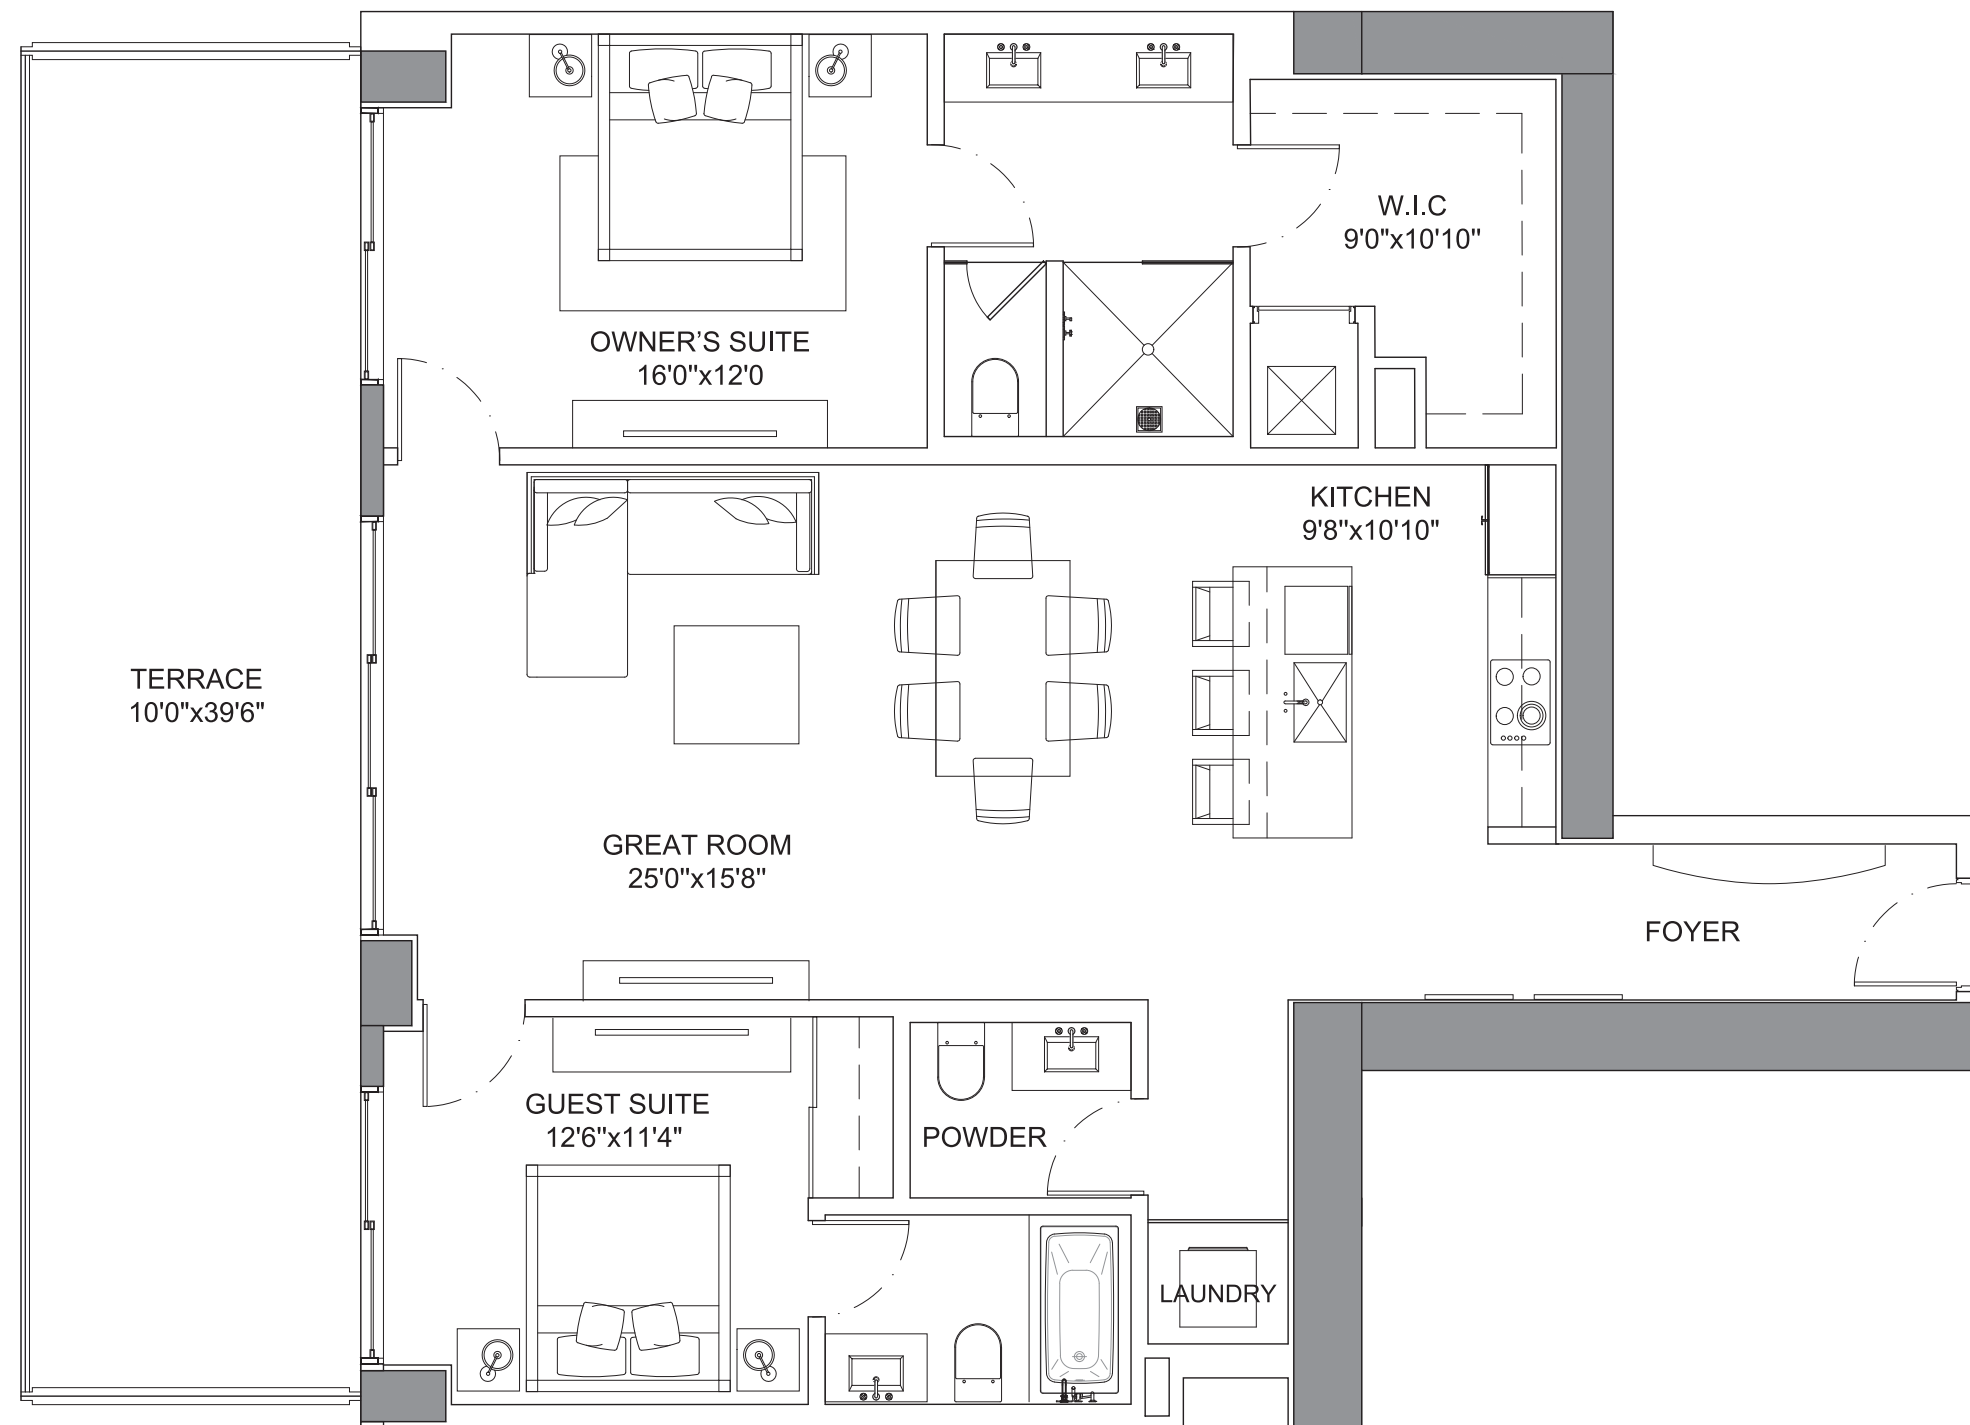 W.I.C
9'0"x10'10"
OWNER'S SUITE
16'0"x12'0
KITCHEN
9'8"x10'10"
TERRACE
10'0"x39'6"
GREAT ROOM
25'0"x15'8"
FOYER
GUEST SUITE
12'6"x11'4"
POWDER
LAUNDRY